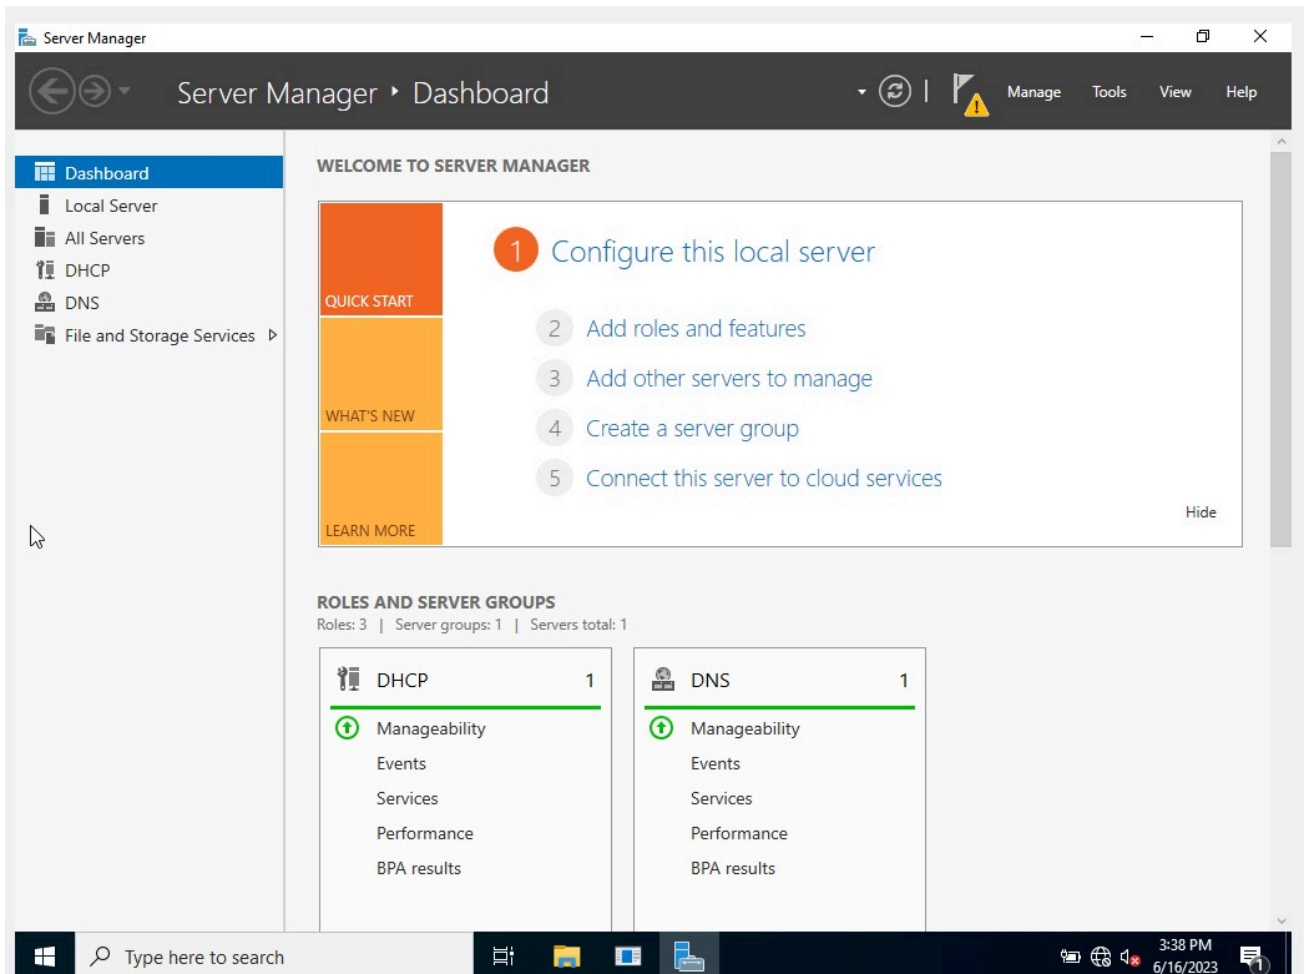 Server Manager
Server Manager ‣ Dashboard
Manage Tools View Help
Dashboard
Local Server
All Servers
DHCP
DNS
File and Storage Services
WELCOME TO SERVER MANAGER
QUICK START
WHAT'S NEW
LEARN MORE
1 Configure this local server
2 Add roles and features
3 Add other servers to manage
4 Create a server group
5 Connect this server to cloud services
Hide
ROLES AND SERVER GROUPS
Roles: 3 | Server groups: 1 | Servers total: 1
DHCP 1
Manageability
Events
Services
Performance
BPA results
DNS 1
Manageability
Events
Services
Performance
BPA results
Type here to search
3:38 PM
6/16/2023
1